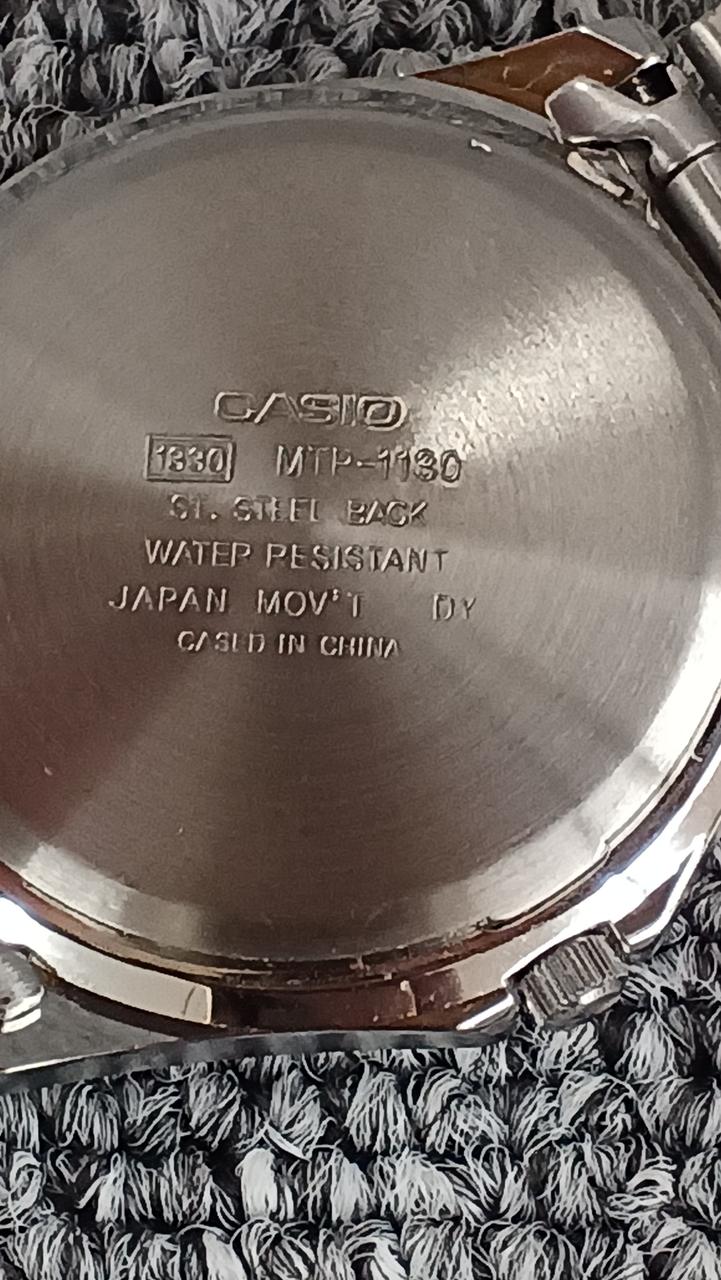 CASIO
1330 MTP-1130
ST. STEEL BACK
WATER RESISTANT
JAPAN MOV'T DY
CASED IN CHINA